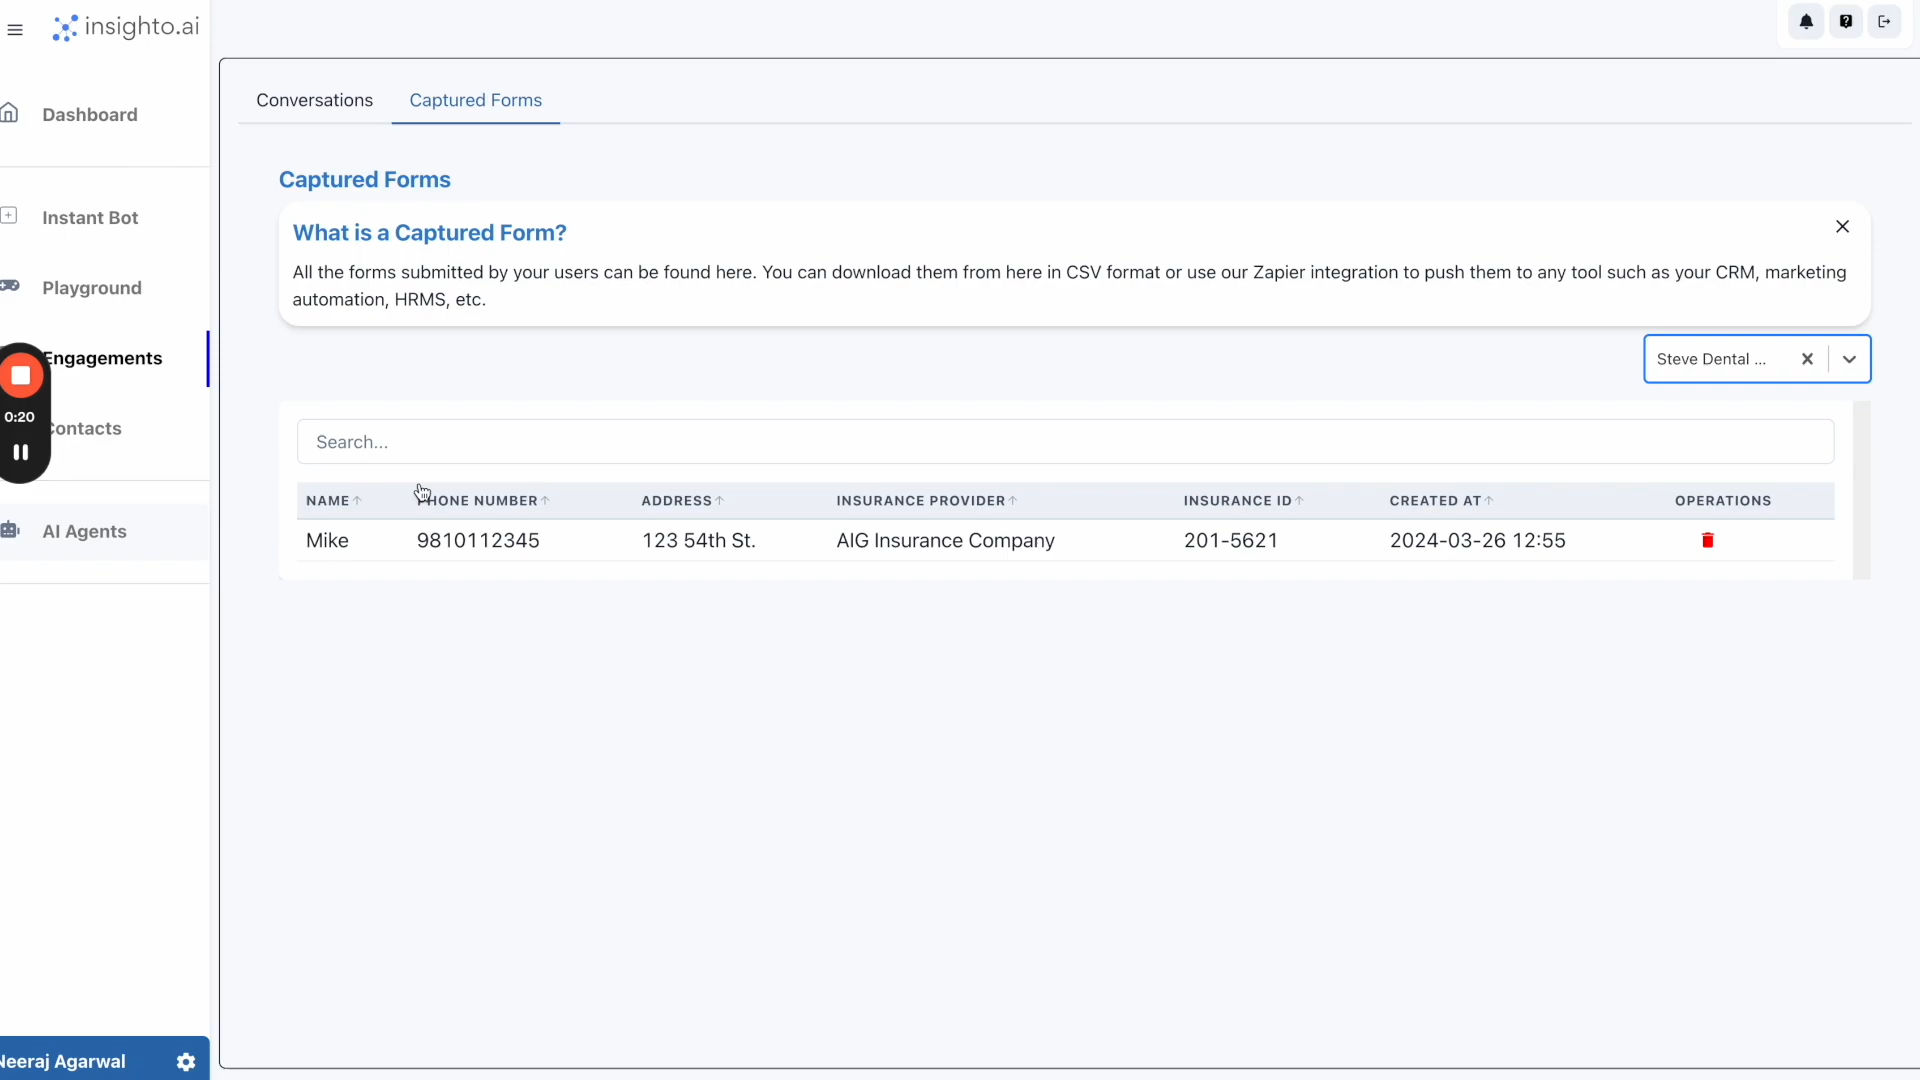 insighto.ai
Dashboard
Instant Bot
Playground
Engagements
0:20
Contacts
AI Agents
Neeraj Agarwal
Conversations
Captured Forms
Captured Forms
What is a Captured Form?
All the forms submitted by your users can be found here. You can download them from here in CSV format or use our Zapier integration to push them to any tool such as your CRM, marketing
automation, HRMS, etc.
Steve Dental ...
Search...
NAME↑ PHONE NUMBER↑ ADDRESS↑ INSURANCE PROVIDER↑ INSURANCE ID↑ CREATED AT↑ OPERATIONS
Mike 9810112345 123 54th St. AIG Insurance Company 201-5621 2024-03-26 12:55